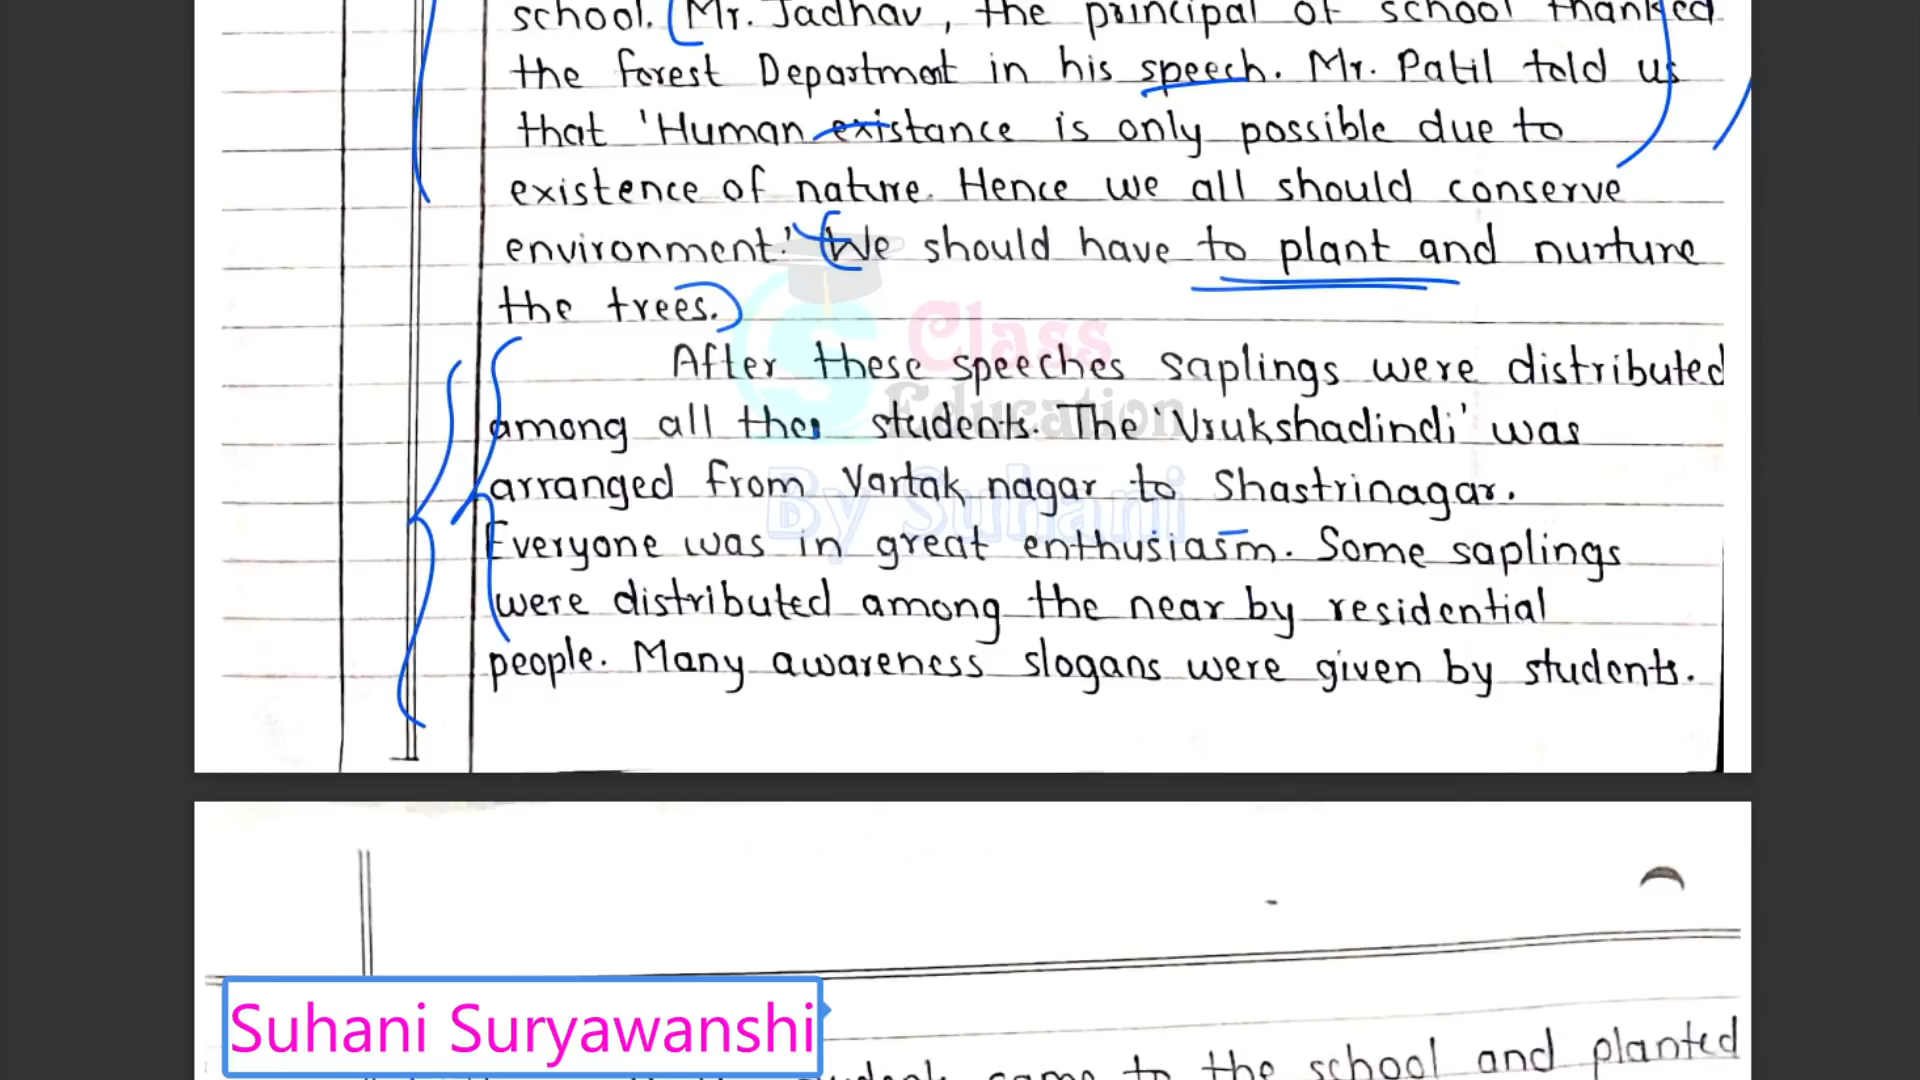 school. Mr. Jadhav, the principal of school thanked
the forest Department in his speech. Mr. Patil told us
that 'Human existance is only possible due to
existence of nature. Hence we all should conserve
environment.' We should have to plant and nurture
the trees.
After these speeches saplings were distributed
among all the students. The 'Vrukshadindi' was
arranged from Vartak nagar to Shastrinagar.
Everyone was in great enthusiasm. Some saplings
were distributed among the near by residential
people. Many awareness slogans were given by students.
Class
Education
By Suhani
Suhani Suryawanshi
came to the school and planted